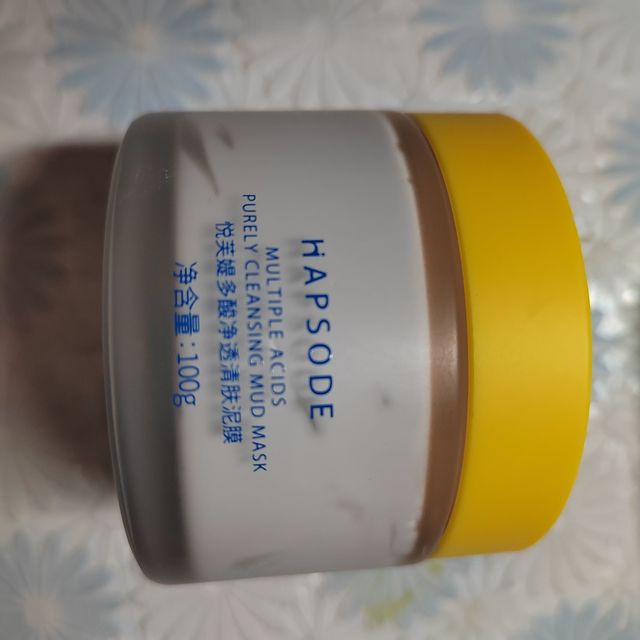 HAPSODE
MULTIPLE ACIDS
PURELY CLEANSING MUD MASK
悦芙媞多酸净透清肤泥膜
净含量：100g